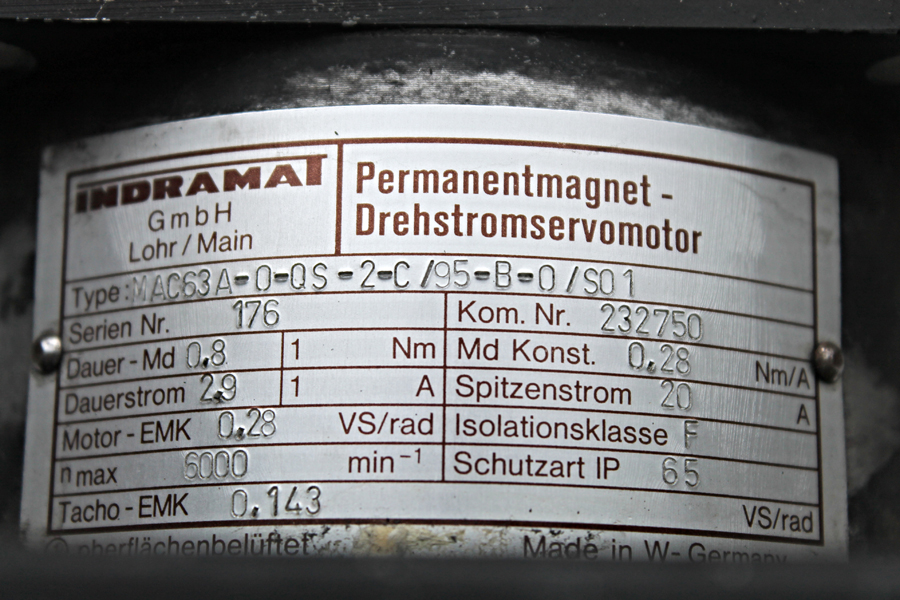 INDRAMAT
GmbH
Lohr / Main
Permanentmagnet -
Drehstromservomotor
Type: MAC63A-0-QS-2-C/95-B-0/S01
Serien Nr. 176
Kom. Nr. 232750
Dauer - Md 0,8 1 Nm
Md Konst. 0,28 Nm/A
Dauerstrom 2,9 1 A
Spitzenstrom 20 A
Motor - EMK 0,28 VS/rad
Isolationsklasse F
n max 6000 min⁻¹
Schutzart IP 65
Tacho - EMK 0,143 VS/rad
oberflächenbelüftet
Made in W-Germany